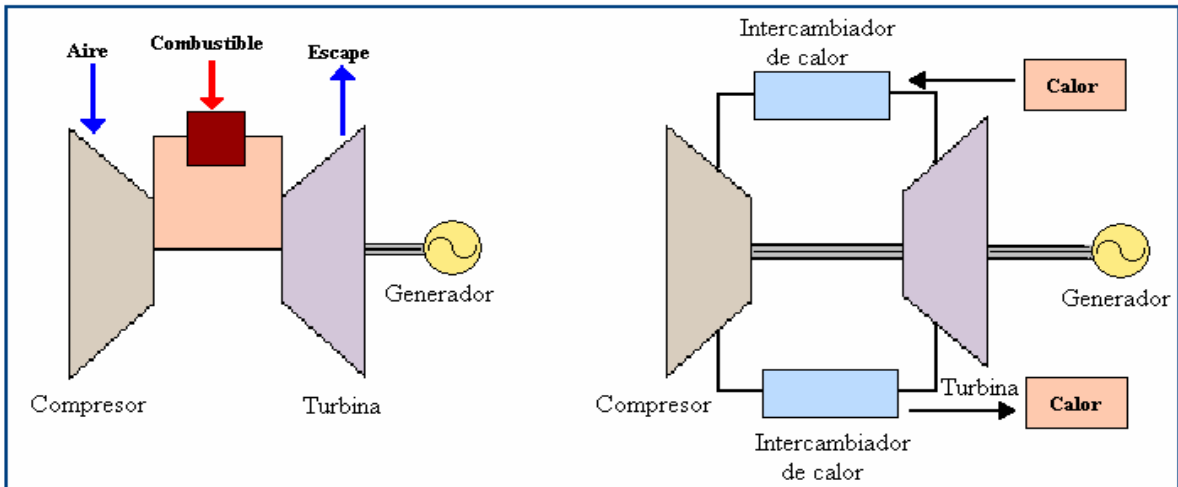 Aire
Combustible
Escape
Generador
Compresor
Turbina
Intercambiador
de calor
Calor
Generador
Compresor
Turbina
Calor
Intercambiador
de calor